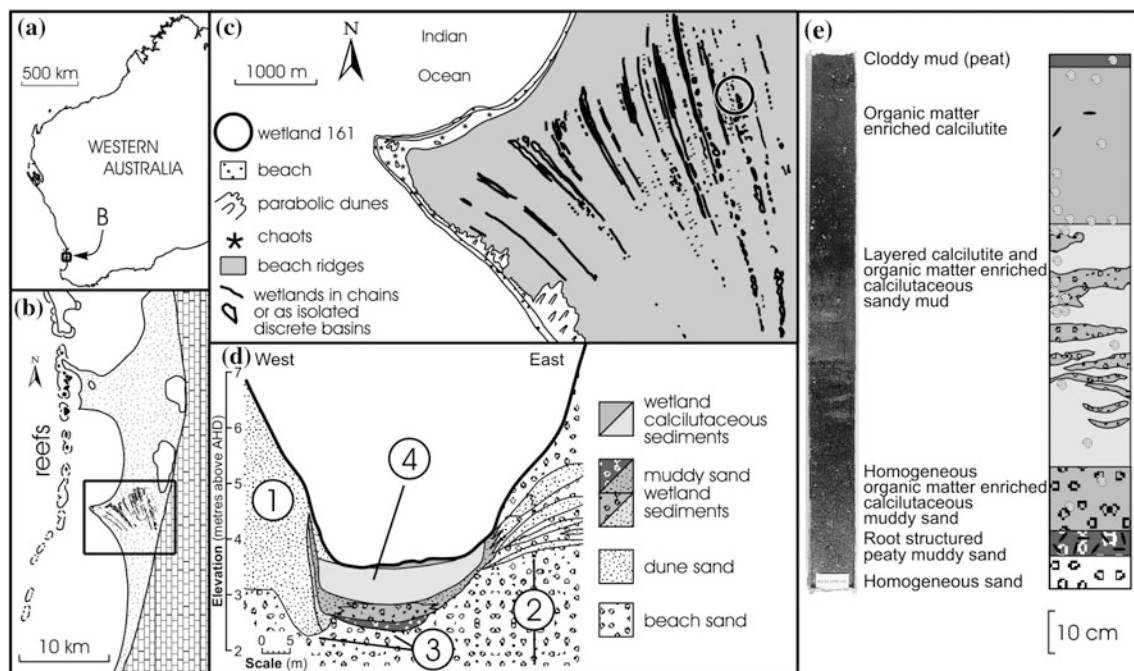 (a)
500 km
WESTERN
AUSTRALIA
B
(b)
N
reefs
10 km
(c)
N
1000 m
Indian
Ocean
wetland 161
beach
parabolic dunes
chaots
beach ridges
wetlands in chains
or as isolated
discrete basins
(d)
West
East
Elevation (metres above AHD)
7
6
5
4
3
2
1
2
3
4
0 5
Scale (m)
wetland
calcilutaceous
sediments
muddy sand
wetland
sediments
dune sand
beach sand
(e)
Cloddy mud (peat)
Organic matter
enriched calcilutite
Layered calcilutite and
organic matter enriched
calcilutaceous
sandy mud
Homogeneous
organic matter enriched
calcilutaceous
muddy sand
Root structured
peaty muddy sand
Homogeneous sand
10 cm